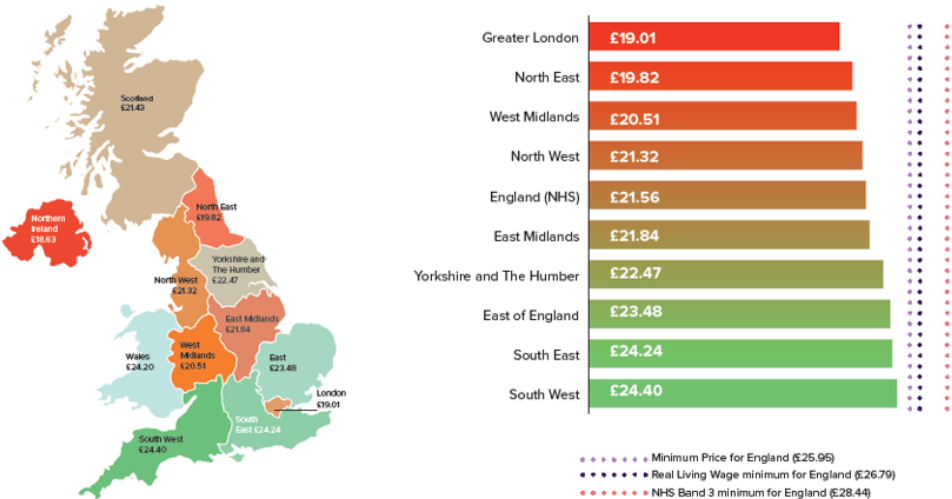 Scotland
£21.43
Northern
Ireland
£18.63
North East
£19.82
Yorkshire and
The Humber
£22.47
North West
£21.32
East Midlands
£21.84
West
Midlands
£20.51
Wales
£24.20
East
£23.48
London
£19.01
South
East £24.24
South West
£24.40
Greater London £19.01
North East £19.82
West Midlands £20.51
North West £21.32
England (NHS) £21.56
East Midlands £21.84
Yorkshire and The Humber £22.47
East of England £23.48
South East £24.24
South West £24.40
Minimum Price for England (£25.95)
Real Living Wage minimum for England (£26.79)
NHS Band 3 minimum for England (£28.44)